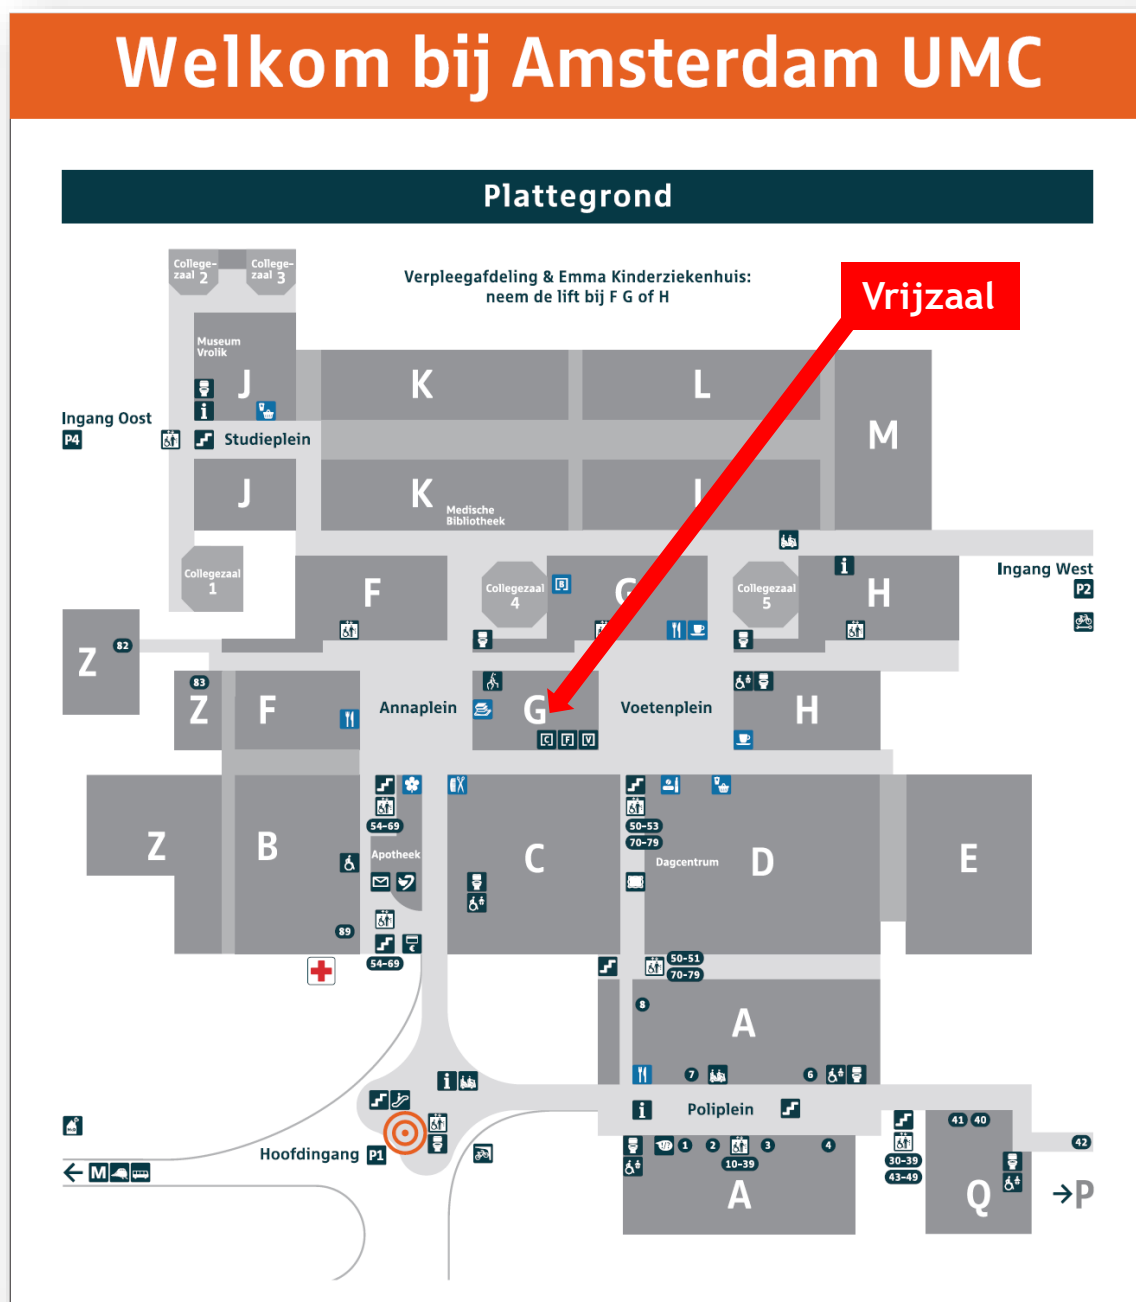 Welkom bij Amsterdam UMC
Plattegrond
College-
zaal 2
College-
zaal 3
Verpleegafdeling & Emma Kinderziekenhuis:
neem de lift bij F G of H
Vrijzaal
Museum
Vrolik
J
K
L
M
Ingang Oost
P4
i
Studieplein
J
K
Medische
Bibliotheek
L
Collegezaal
1
F
Collegezaal
4
B
G
Collegezaal
5
i
H
Ingang West
P2
Z
82
83
Z
F
Annaplein
G
C F V
Voetenplein
H
Z
B
54-69
Apotheek
89
54-69
C
50-53
70-79
Dagcentrum
D
E
50-51
70-79
8
A
7
6
i
i
Poliplein
Hoofdingang
P1
M
1
2
3
4
10-39
A
30-39
43-49
41
40
Q
42
P